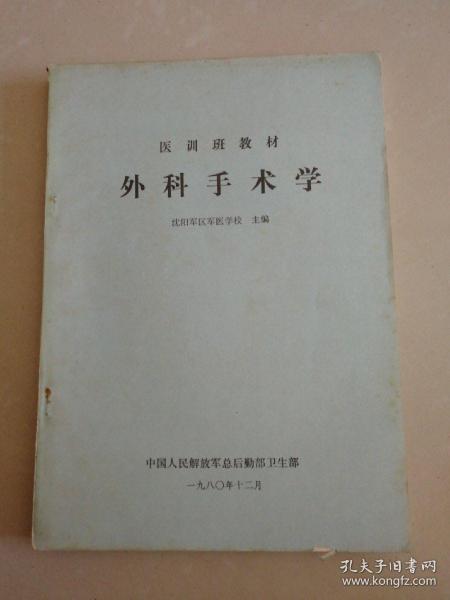 医训班教材
外科手术学
沈阳军区军医学校 主编
中国人民解放军总后勤部卫生部
一九八〇年十二月
孔夫子旧书网
www.kongfz.com